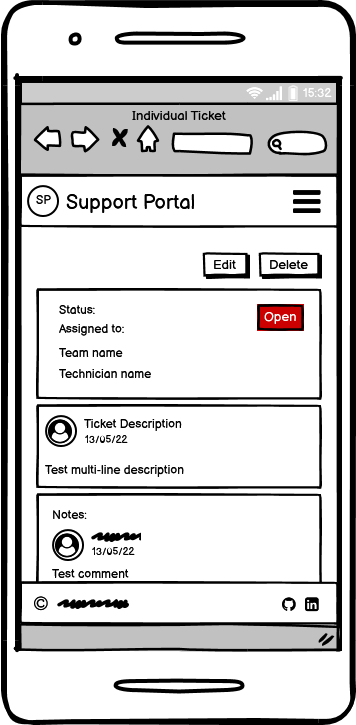 15:32
Individual Ticket
SP Support Portal
Edit Delete
Status: Open
Assigned to:
Team name
Technician name
Ticket Description
13/05/22
Test multi-line description
Notes:
13/05/22
Test comment
©
in